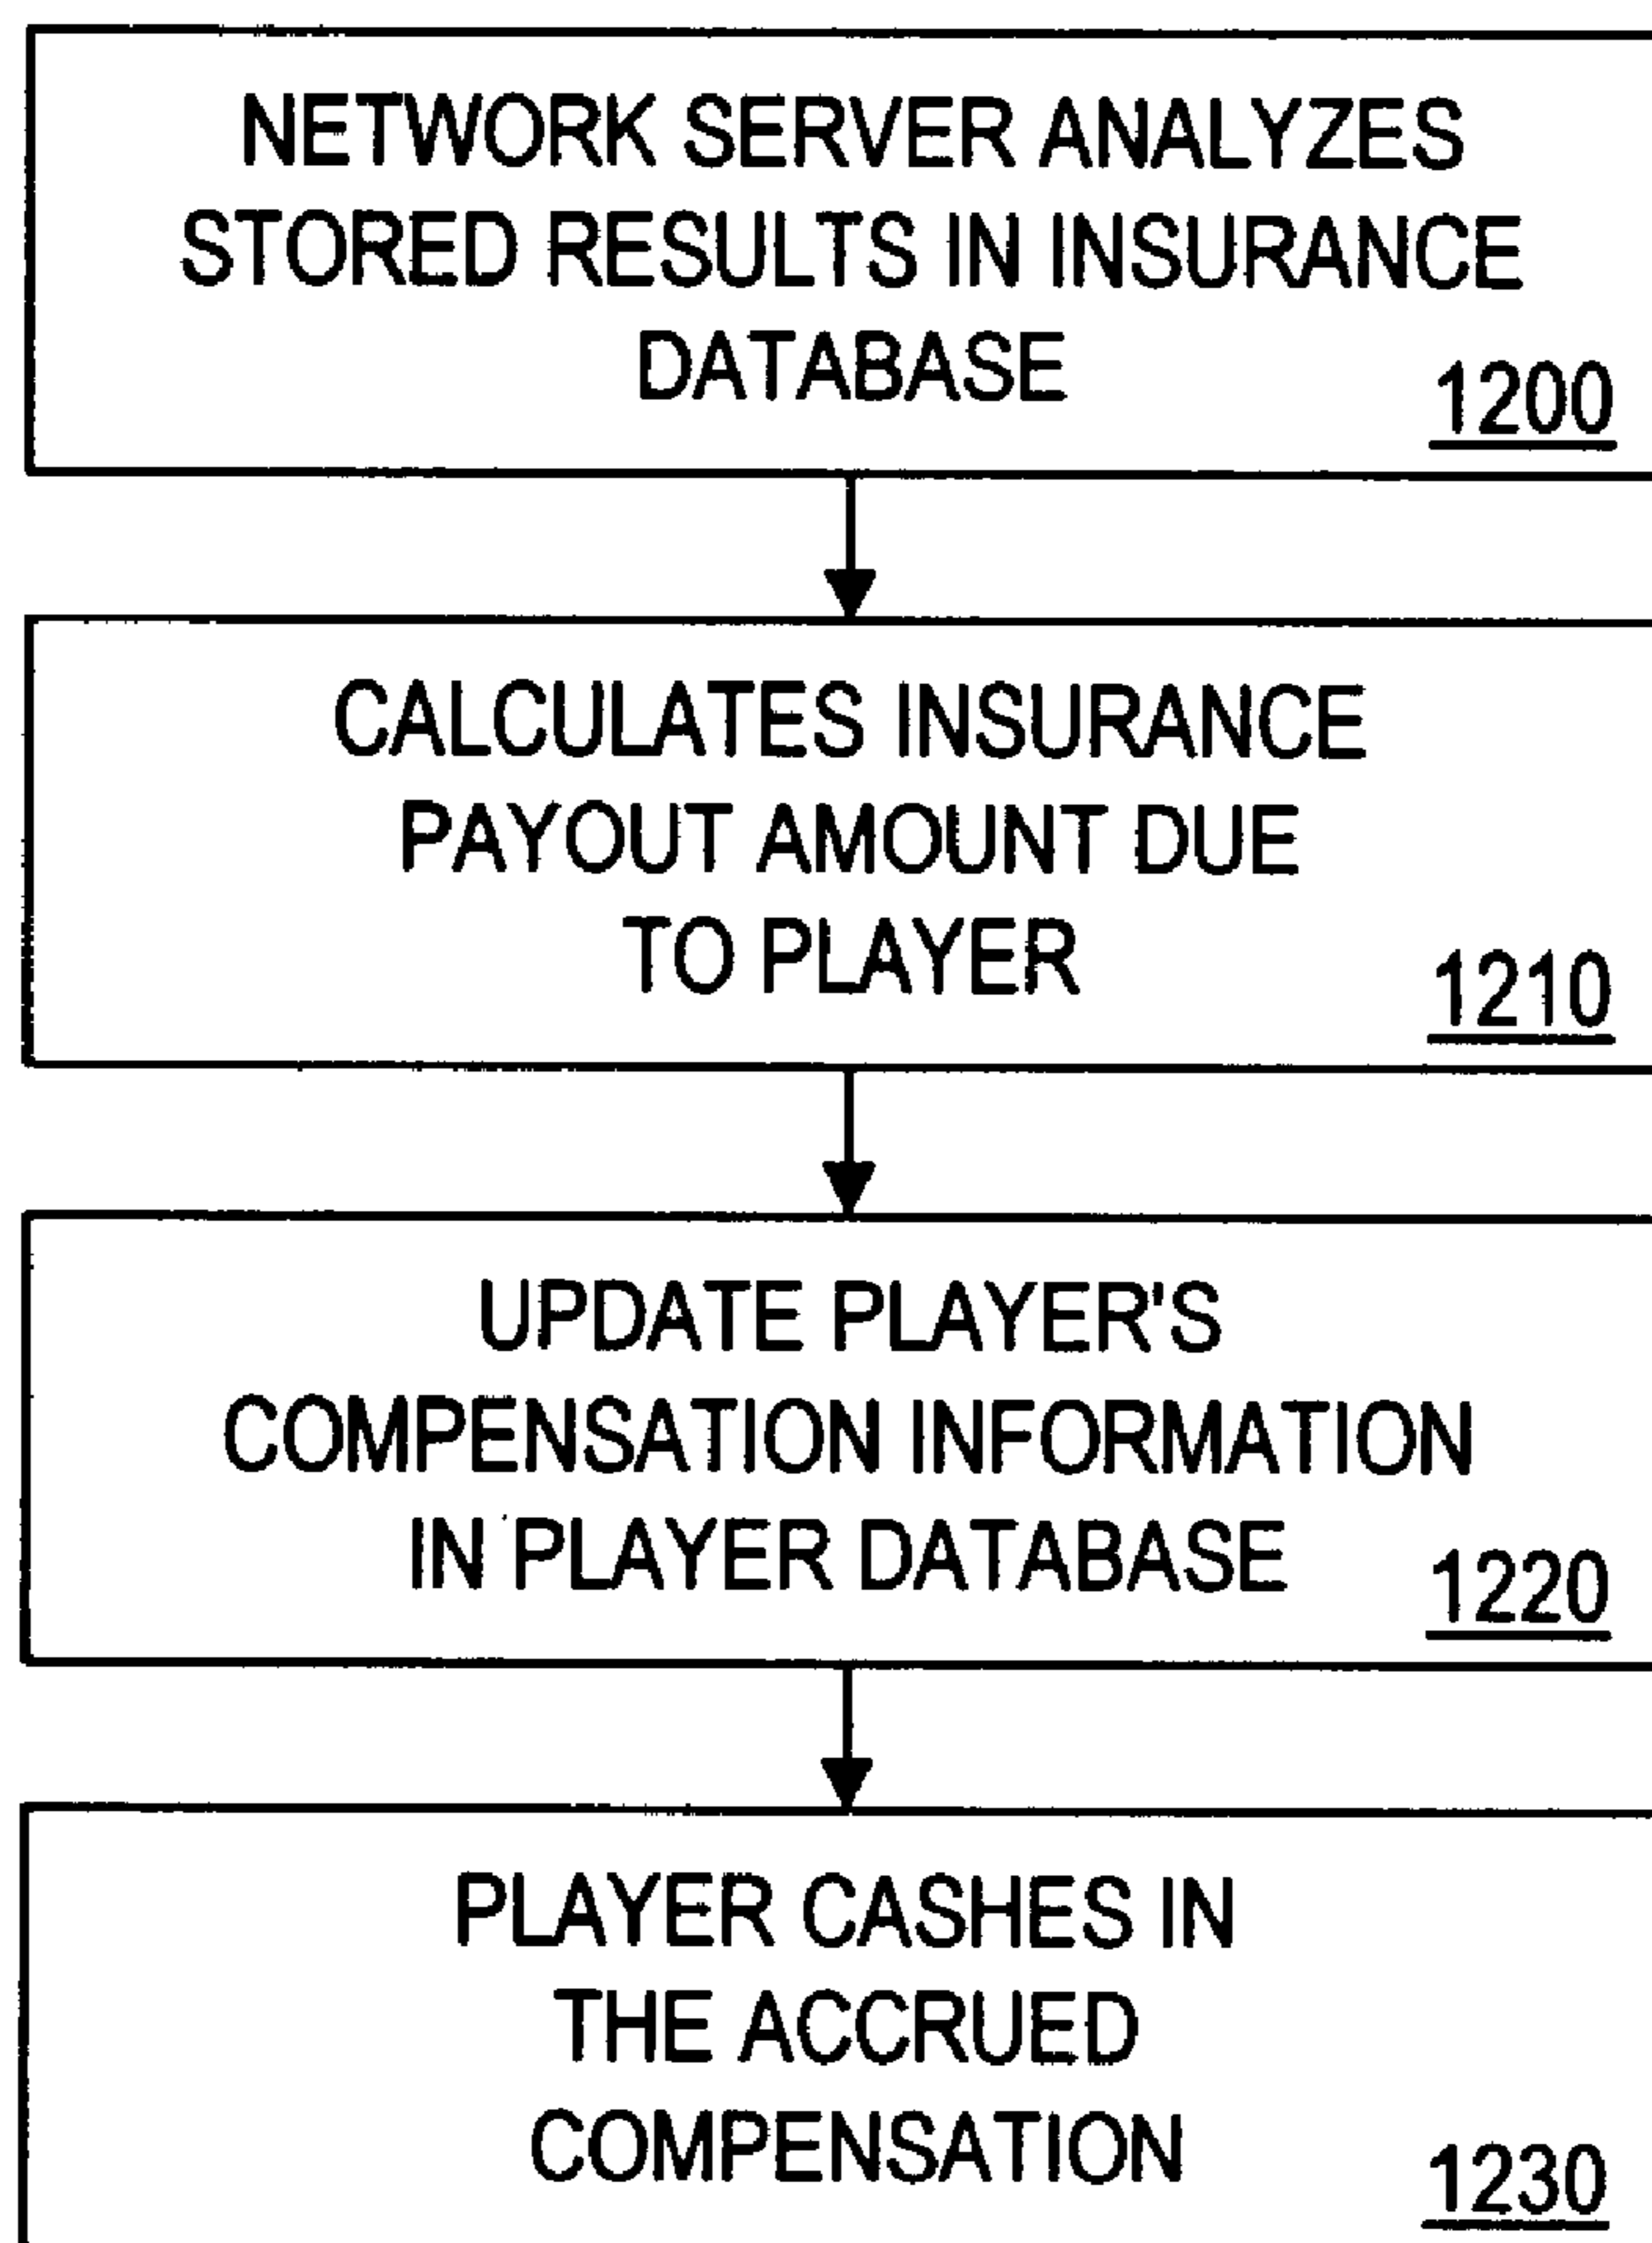 NETWORK SERVER ANALYZES
STORED RESULTS IN INSURANCE
DATABASE
1200
CALCULATES INSURANCE
PAYOUT AMOUNT DUE
TO PLAYER
1210
UPDATE PLAYER'S
COMPENSATION INFORMATION
IN PLAYER DATABASE
1220
PLAYER CASHES IN
THE ACCRUED
COMPENSATION
1230